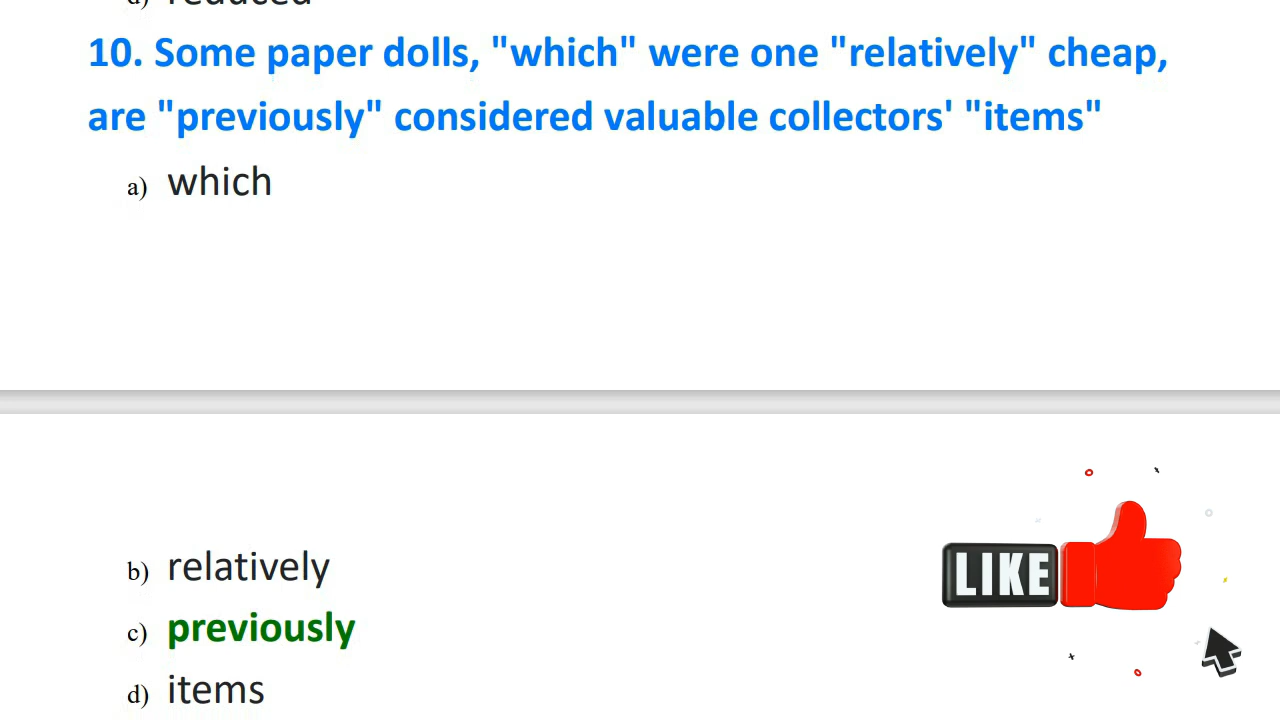 10. Some paper dolls, "which" were one "relatively" cheap,
are "previously" considered valuable collectors' "items"
a) which
b) relatively
c) previously
d) items
LIKE